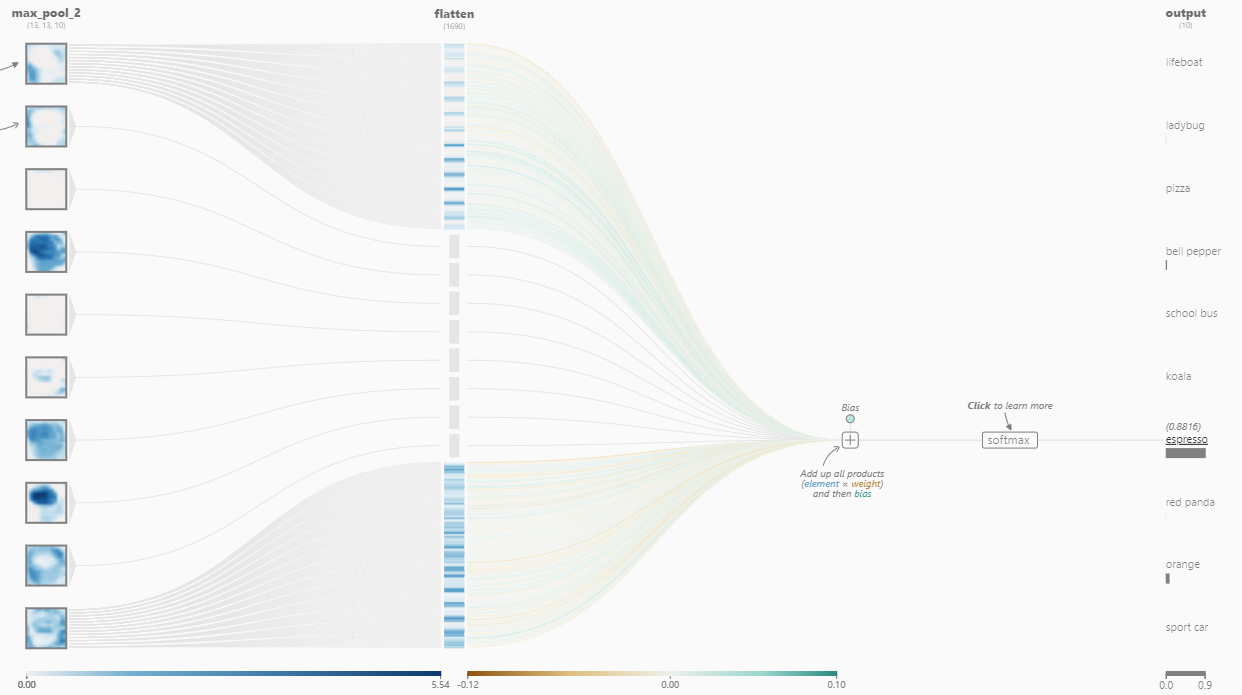 max_pool_2
(13, 13, 10)
flatten
(1690)
output
(10)
lifeboat
ladybug
pizza
bell pepper
school bus
koala
Bias
Click to learn more
softmax
(0.8816)
espresso
Add up all products
(element × weight)
and then bias
red panda
orange
sport car
0.00
5.54
-0.12
0.00
0.10
0.0
0.9